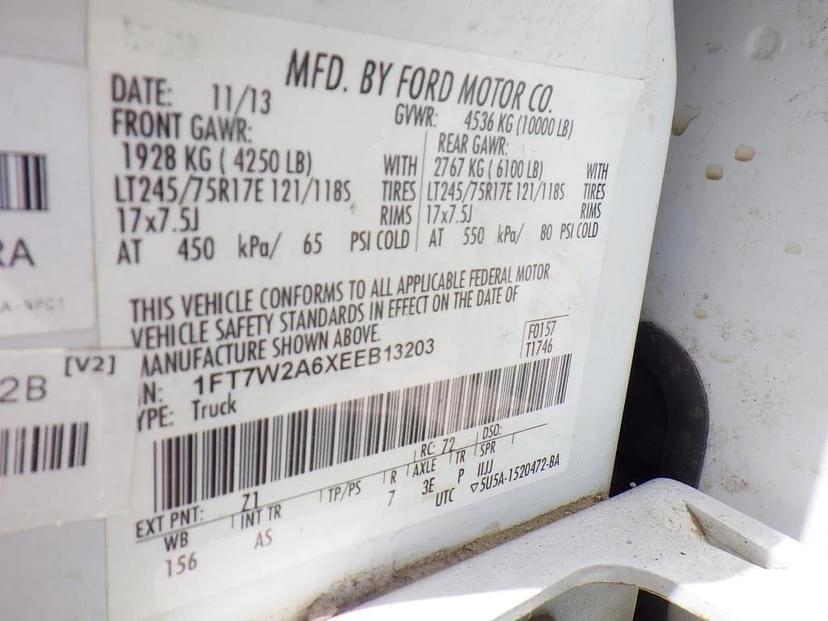 MFD. BY FORD MOTOR CO.
DATE: 11/13
GVWR: 4536 KG (10000 LB)
FRONT GAWR:
REAR GAWR:
1928 KG ( 4250 LB) WITH
2767 KG ( 6100 LB) WITH
LT245/75R17E 121/118S TIRES
LT245/75R17E 121/118S TIRES
17x7.5J RIMS
17x7.5J RIMS
AT 450 kPa/ 65 PSI COLD
AT 550 kPa/ 80 PSI COLD
THIS VEHICLE CONFORMS TO ALL APPLICABLE FEDERAL MOTOR
VEHICLE SAFETY STANDARDS IN EFFECT ON THE DATE OF
MANUFACTURE SHOWN ABOVE.
F0157
T1746
IN: 1FT7W2A6XEEB13203
YPE: Truck
EXT PNT: Z1 RC: 72 DSO:
WB INT TR TP/PS R AXLE TR SPR
156 AS 7 3E P IIJJ
UTC ▽5U5A-1520472-BA
RA
A-NPG1
[V2]
2B